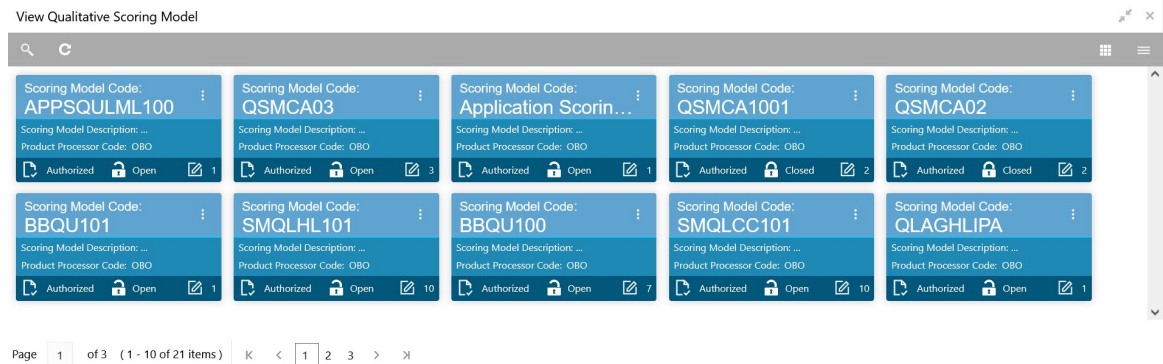 View Qualitative Scoring Model
Scoring Model Code: Scoring Model Code: Scoring Model Code: Scoring Model Code: Scoring Model Code:
APPSQULML100 QSMCA03 Application Scorin... QSMCA1001 QSMCA02
Scoring Model Description: ... Scoring Model Description: ... Scoring Model Description: ... Scoring Model Description: ... Scoring Model Description: ...
Product Processor Code: OBO Product Processor Code: OBO Product Processor Code: OBO Product Processor Code: OBO Product Processor Code: OBO
Authorized Open 1 Authorized Open 3 Authorized Open 1 Authorized Closed 2 Authorized Closed 2
Scoring Model Code: Scoring Model Code: Scoring Model Code: Scoring Model Code: Scoring Model Code:
BBQU101 SMQLHL101 BBQU100 SMQLCC101 QLAGHLIPA
Scoring Model Description: ... Scoring Model Description: ... Scoring Model Description: ... Scoring Model Description: ... Scoring Model Description: ...
Product Processor Code: OBO Product Processor Code: OBO Product Processor Code: OBO Product Processor Code: OBO Product Processor Code: OBO
Authorized Open 1 Authorized Open 10 Authorized Open 7 Authorized Open 10 Authorized Open 1
Page 1 of 3 (1 - 10 of 21 items) 1 2 3